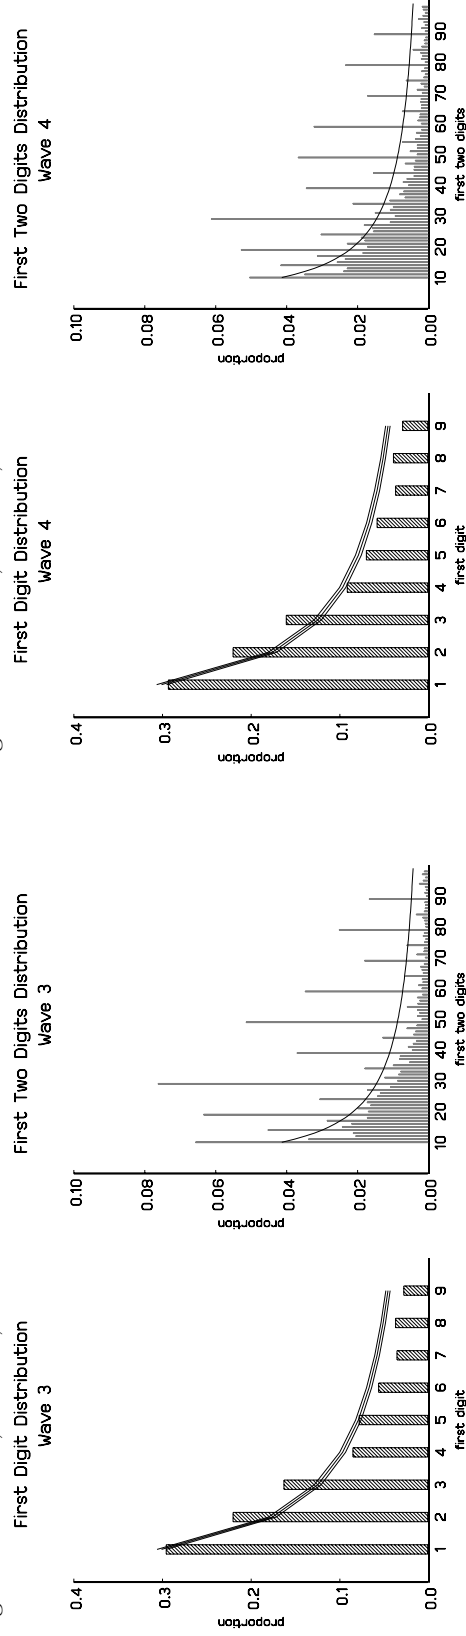 First Digit Distribution
Wave 3
proportion
0.4
0.3
0.2
0.1
0.0
1 2 3 4 5 6 7 8 9
first digit
First Two Digits Distribution
Wave 3
proportion
0.10
0.08
0.06
0.04
0.02
0.00
10 20 30 40 50 60 70 80 90
first two digits
First Digit Distribution
Wave 4
proportion
0.4
0.3
0.2
0.1
0.0
1 2 3 4 5 6 7 8 9
first digit
First Two Digits Distribution
Wave 4
proportion
0.10
0.08
0.06
0.04
0.02
0.00
10 20 30 40 50 60 70 80 90
first two digits